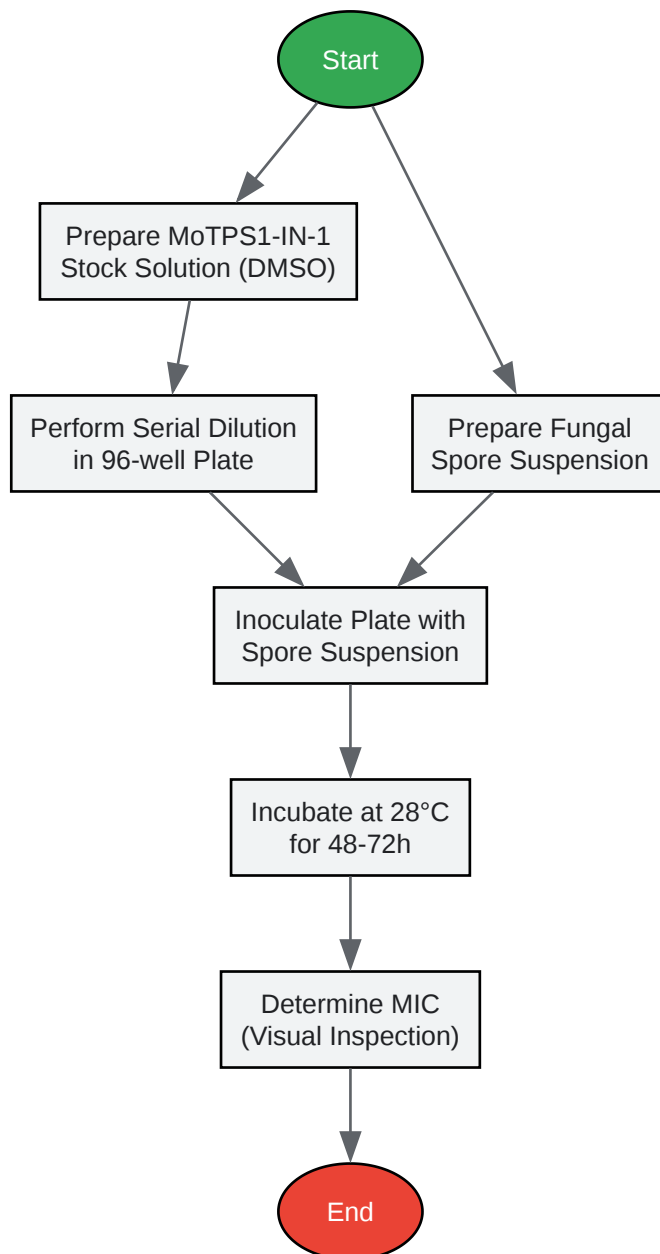 Start
Prepare MoTPS1-IN-1
Stock Solution (DMSO)
Perform Serial Dilution
in 96-well Plate
Prepare Fungal
Spore Suspension
Inoculate Plate with
Spore Suspension
Incubate at 28°C
for 48-72h
Determine MIC
(Visual Inspection)
End